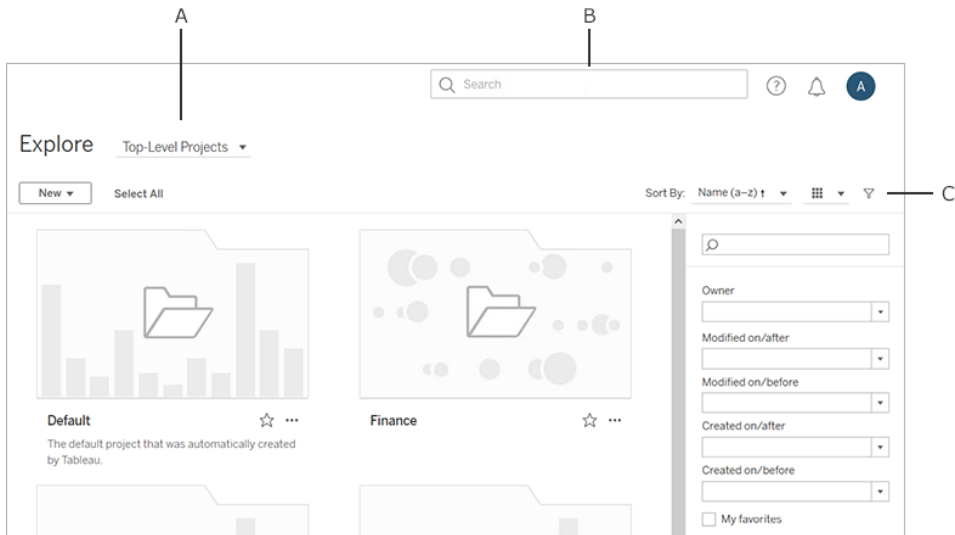 A
B
Search
?
A
Explore
Top-Level Projects
New
Select All
Sort By: Name (a–z) ↑
C
Owner
Modified on/after
Modified on/before
Created on/after
Created on/before
My favorites
Default
The default project that was automatically created
by Tableau.
Finance